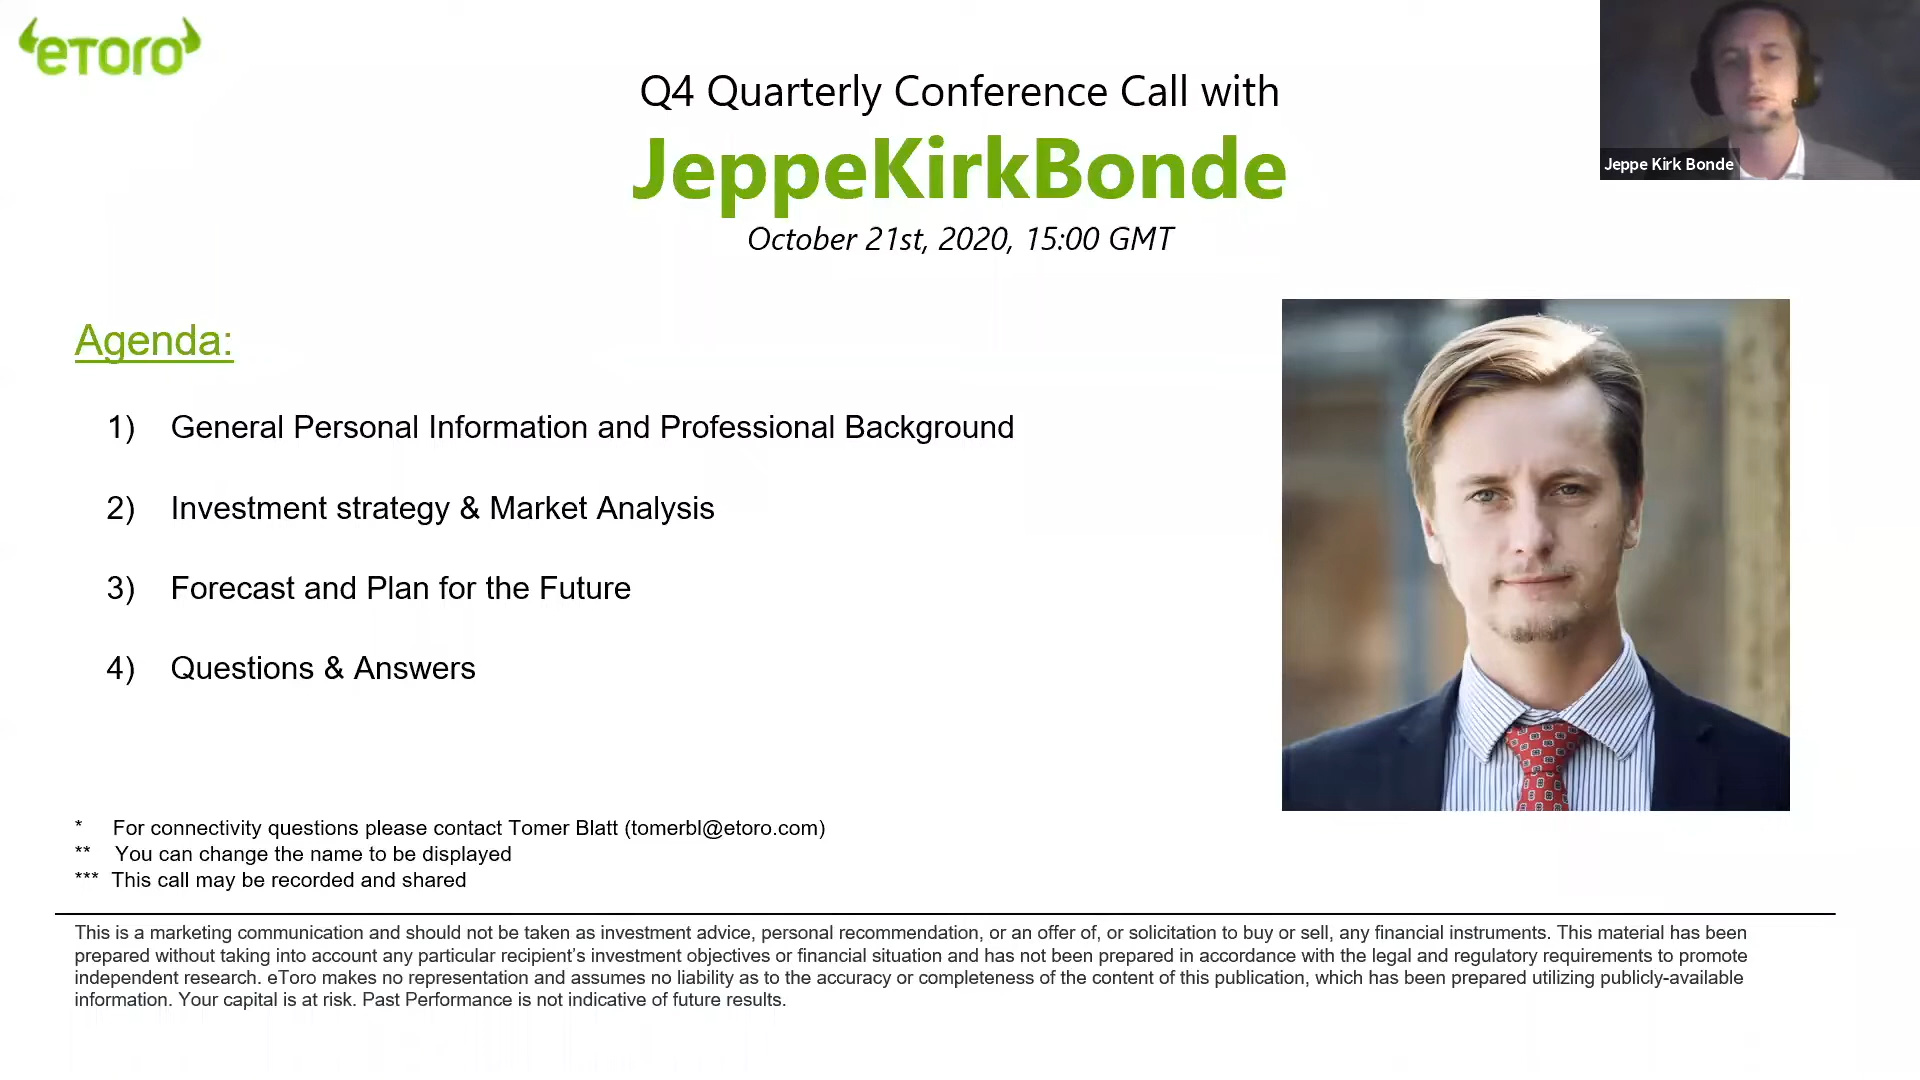 eToro
Q4 Quarterly Conference Call with
JeppeKirkBonde
October 21st, 2020, 15:00 GMT
Jeppe Kirk Bonde
Agenda:
1) General Personal Information and Professional Background
2) Investment strategy & Market Analysis
3) Forecast and Plan for the Future
4) Questions & Answers
* For connectivity questions please contact Tomer Blatt (tomerbl@etoro.com)
** You can change the name to be displayed
*** This call may be recorded and shared
This is a marketing communication and should not be taken as investment advice, personal recommendation, or an offer of, or solicitation to buy or sell, any financial instruments. This material has been
prepared without taking into account any particular recipient's investment objectives or financial situation and has not been prepared in accordance with the legal and regulatory requirements to promote
independent research. eToro makes no representation and assumes no liability as to the accuracy or completeness of the content of this publication, which has been prepared utilizing publicly-available
information. Your capital is at risk. Past Performance is not indicative of future results.